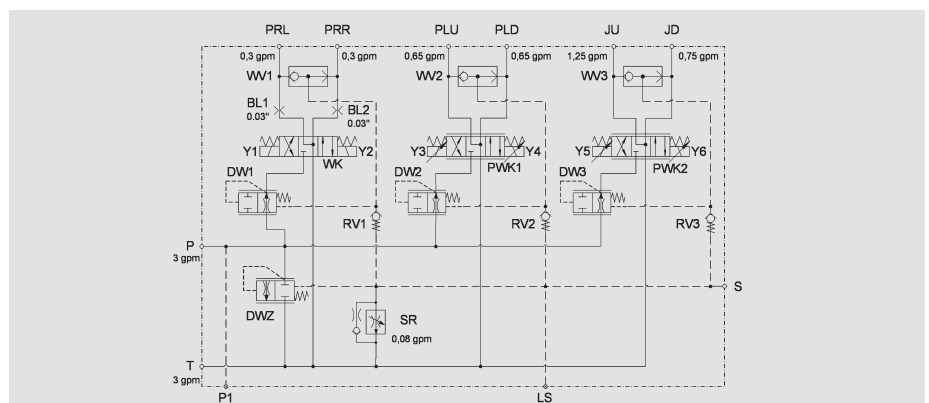 PRL PRR PLU PLD JU JD
0,3 gpm 0,3 gpm 0,65 gpm 0,65 gpm 1,25 gpm 0,75 gpm
WV1 WV2 WV3
BL1
0.03"
BL2
0.03"
Y1 Y2 Y3 Y4 Y5 Y6
WK PWK1 PWK2
DW1 DW2 DW3
RV1 RV2 RV3
P
3 gpm
S
DWZ
SR
0,08 gpm
T
3 gpm
P1 LS